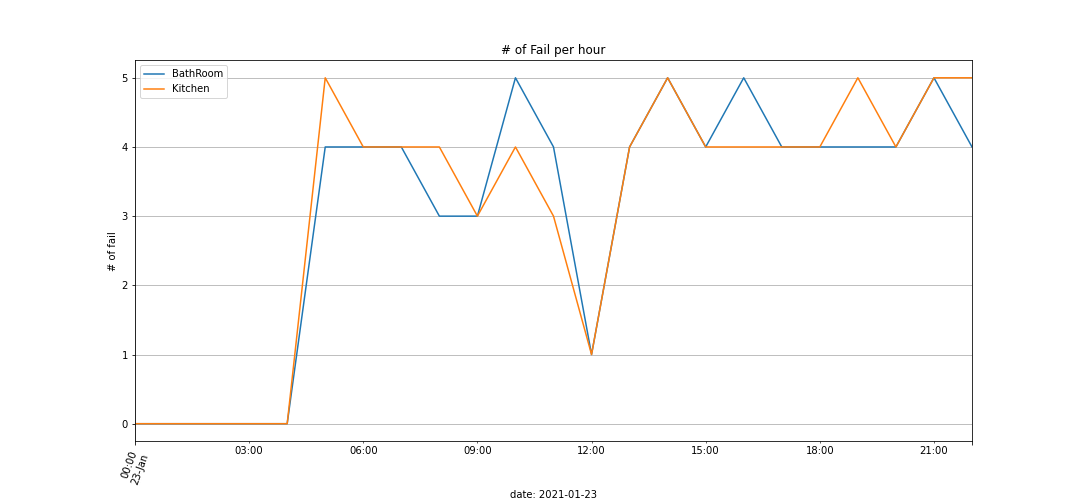 # of Fail per hour
BathRoom
Kitchen
# of fail
5
4
3
2
1
0
00:00
23-Jan
03:00
06:00
09:00
12:00
15:00
18:00
21:00
date: 2021-01-23